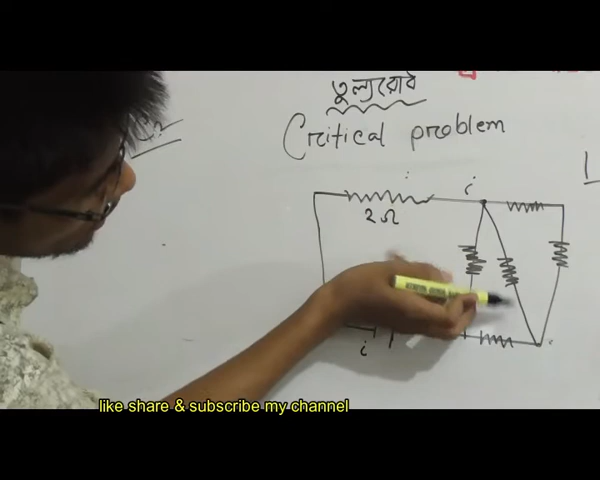 তুল্যরোধ
Critical problem
i
i
2Ω
i
like share & subscribe my channel